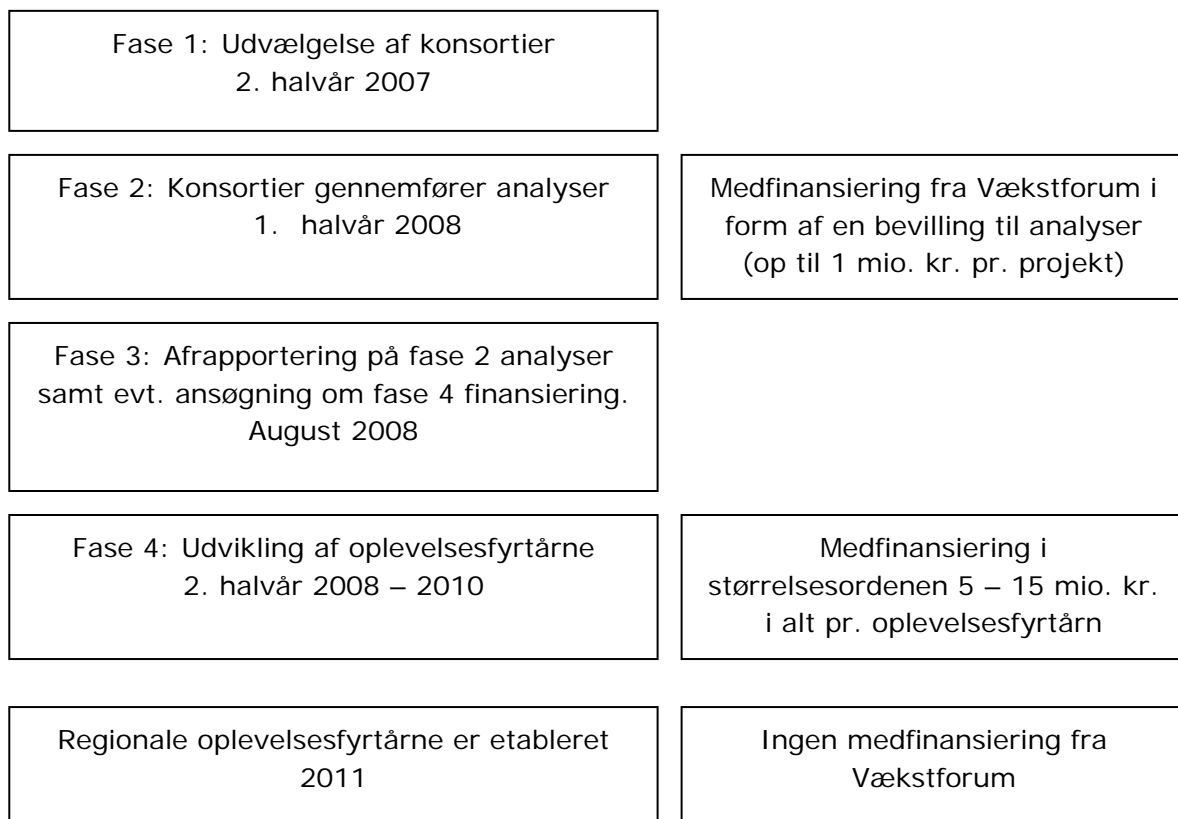 Fase 1: Udvælgelse af konsortier
2. halvår 2007
Fase 2: Konsortier gennemfører analyser
1. halvår 2008
Medfinansiering fra Vækstforum i
form af en bevilling til analyser
(op til 1 mio. kr. pr. projekt)
Fase 3: Afrapportering på fase 2 analyser
samt evt. ansøgning om fase 4 finansiering.
August 2008
Fase 4: Udvikling af oplevelsesfyrtårne
2. halvår 2008 – 2010
Medfinansiering i
størrelsesordenen 5 – 15 mio. kr.
i alt pr. oplevelsesfyrtårn
Regionale oplevelsesfyrtårne er etableret
2011
Ingen medfinansiering fra
Vækstforum